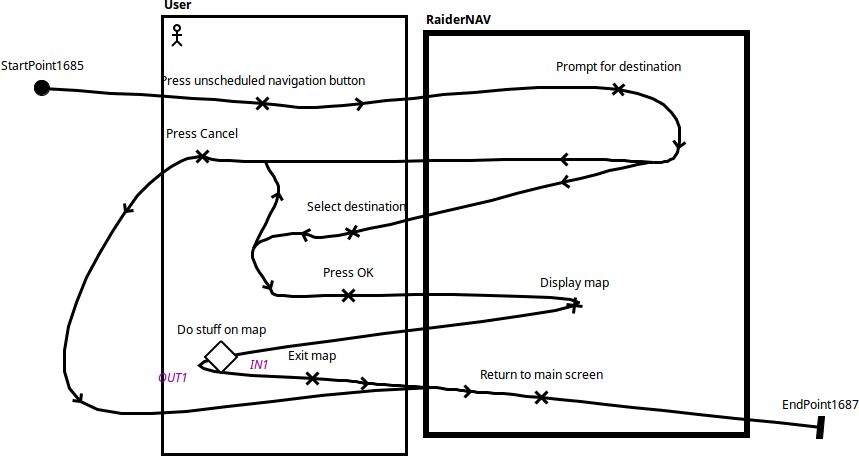 User
RaiderNAV
StartPoint1685
Press unscheduled navigation button
Prompt for destination
Press Cancel
Select destination
Press OK
Display map
Do stuff on map
Exit map
IN1
OUT1
Return to main screen
EndPoint1687